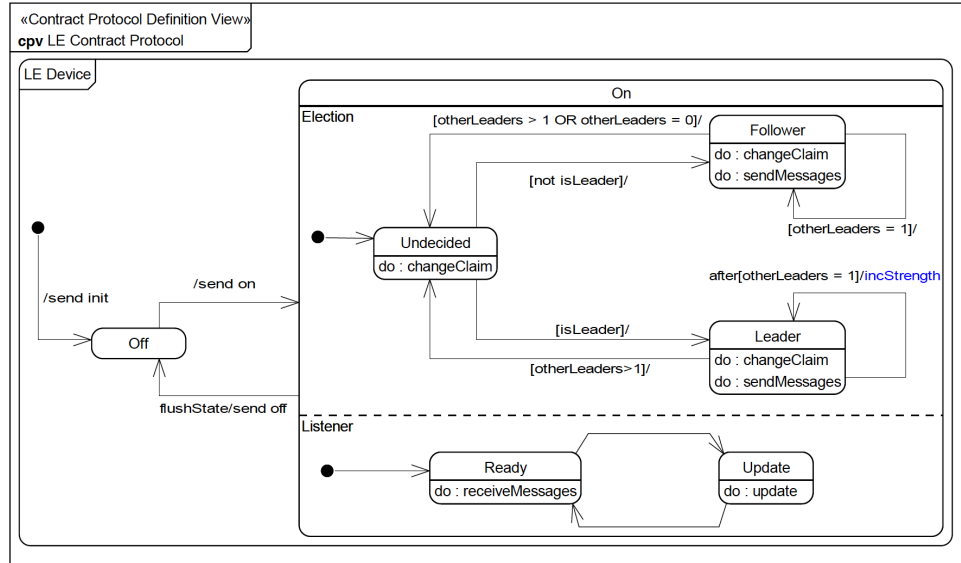 «Contract Protocol Definition View»
cpv LE Contract Protocol
LE Device
On
Election
[otherLeaders > 1 OR otherLeaders = 0]/
Follower
do : changeClaim
do : sendMessages
[not isLeader]/
[otherLeaders = 1]/
Undecided
do : changeClaim
/send on
/send init
after[otherLeaders = 1]/incStrength
[isLeader]/
Leader
do : changeClaim
do : sendMessages
Off
[otherLeaders>1]/
flushState/send off
Listener
Ready
do : receiveMessages
Update
do : update